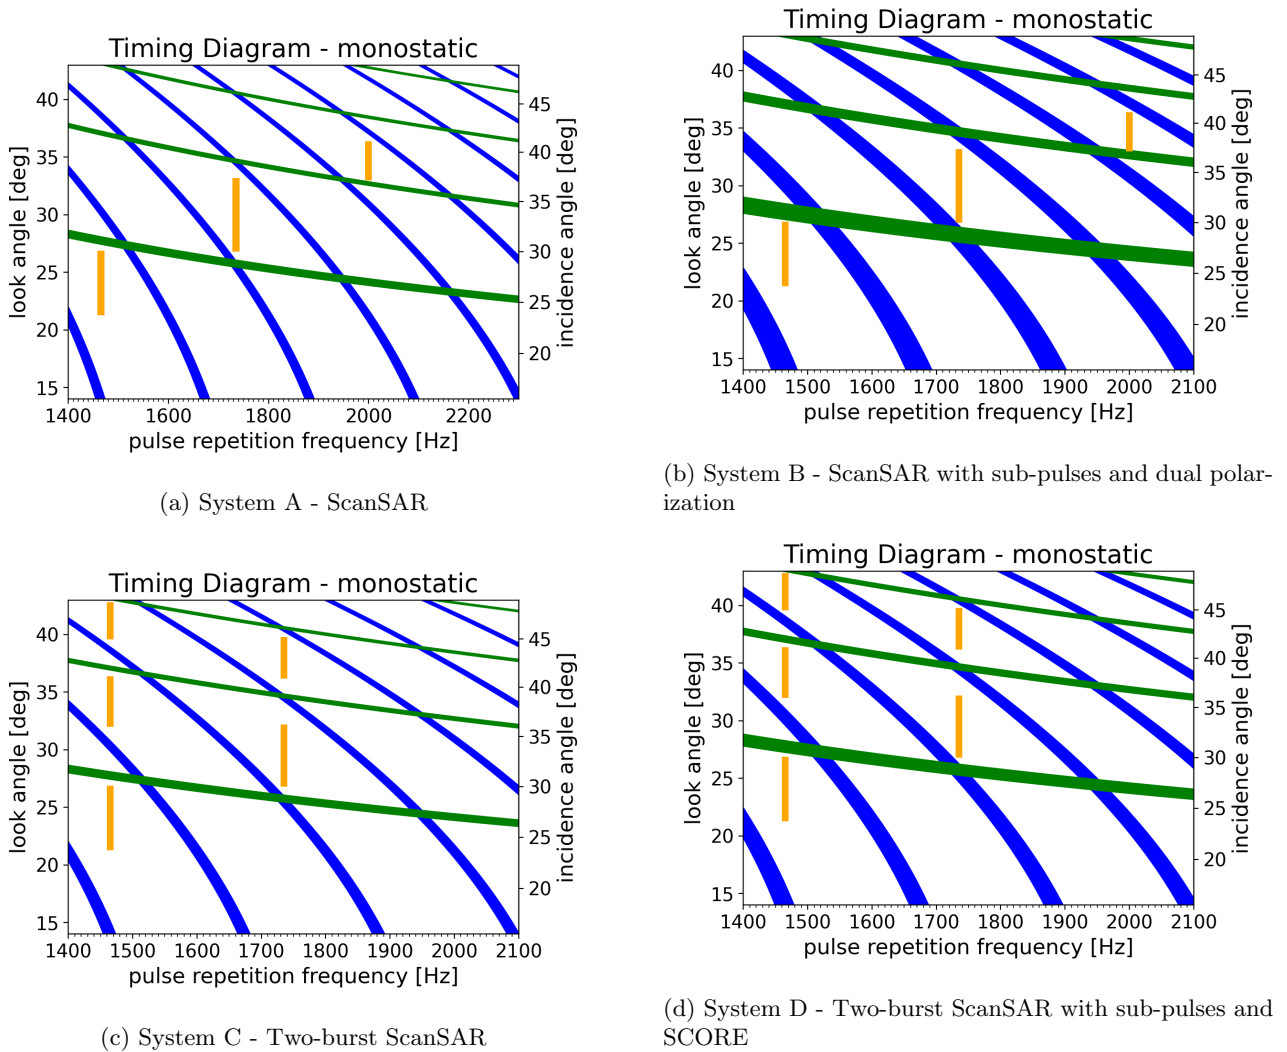 Timing Diagram - monostatic
look angle [deg]
40
35
30
25
20
15
45
40
35
30
25
20
incidence angle [deg]
1400 1600 1800 2000 2200
pulse repetition frequency [Hz]
(a) System A - ScanSAR
Timing Diagram - monostatic
look angle [deg]
40
35
30
25
20
15
45
40
35
30
25
20
incidence angle [deg]
1400 1500 1600 1700 1800 1900 2000 2100
pulse repetition frequency [Hz]
(b) System B - ScanSAR with sub-pulses and dual polar-
ization
Timing Diagram - monostatic
look angle [deg]
40
35
30
25
20
15
45
40
35
30
25
20
incidence angle [deg]
1400 1500 1600 1700 1800 1900 2000 2100
pulse repetition frequency [Hz]
(c) System C - Two-burst ScanSAR
Timing Diagram - monostatic
look angle [deg]
40
35
30
25
20
15
45
40
35
30
25
20
incidence angle [deg]
1400 1500 1600 1700 1800 1900 2000 2100
pulse repetition frequency [Hz]
(d) System D - Two-burst ScanSAR with sub-pulses and
SCORE